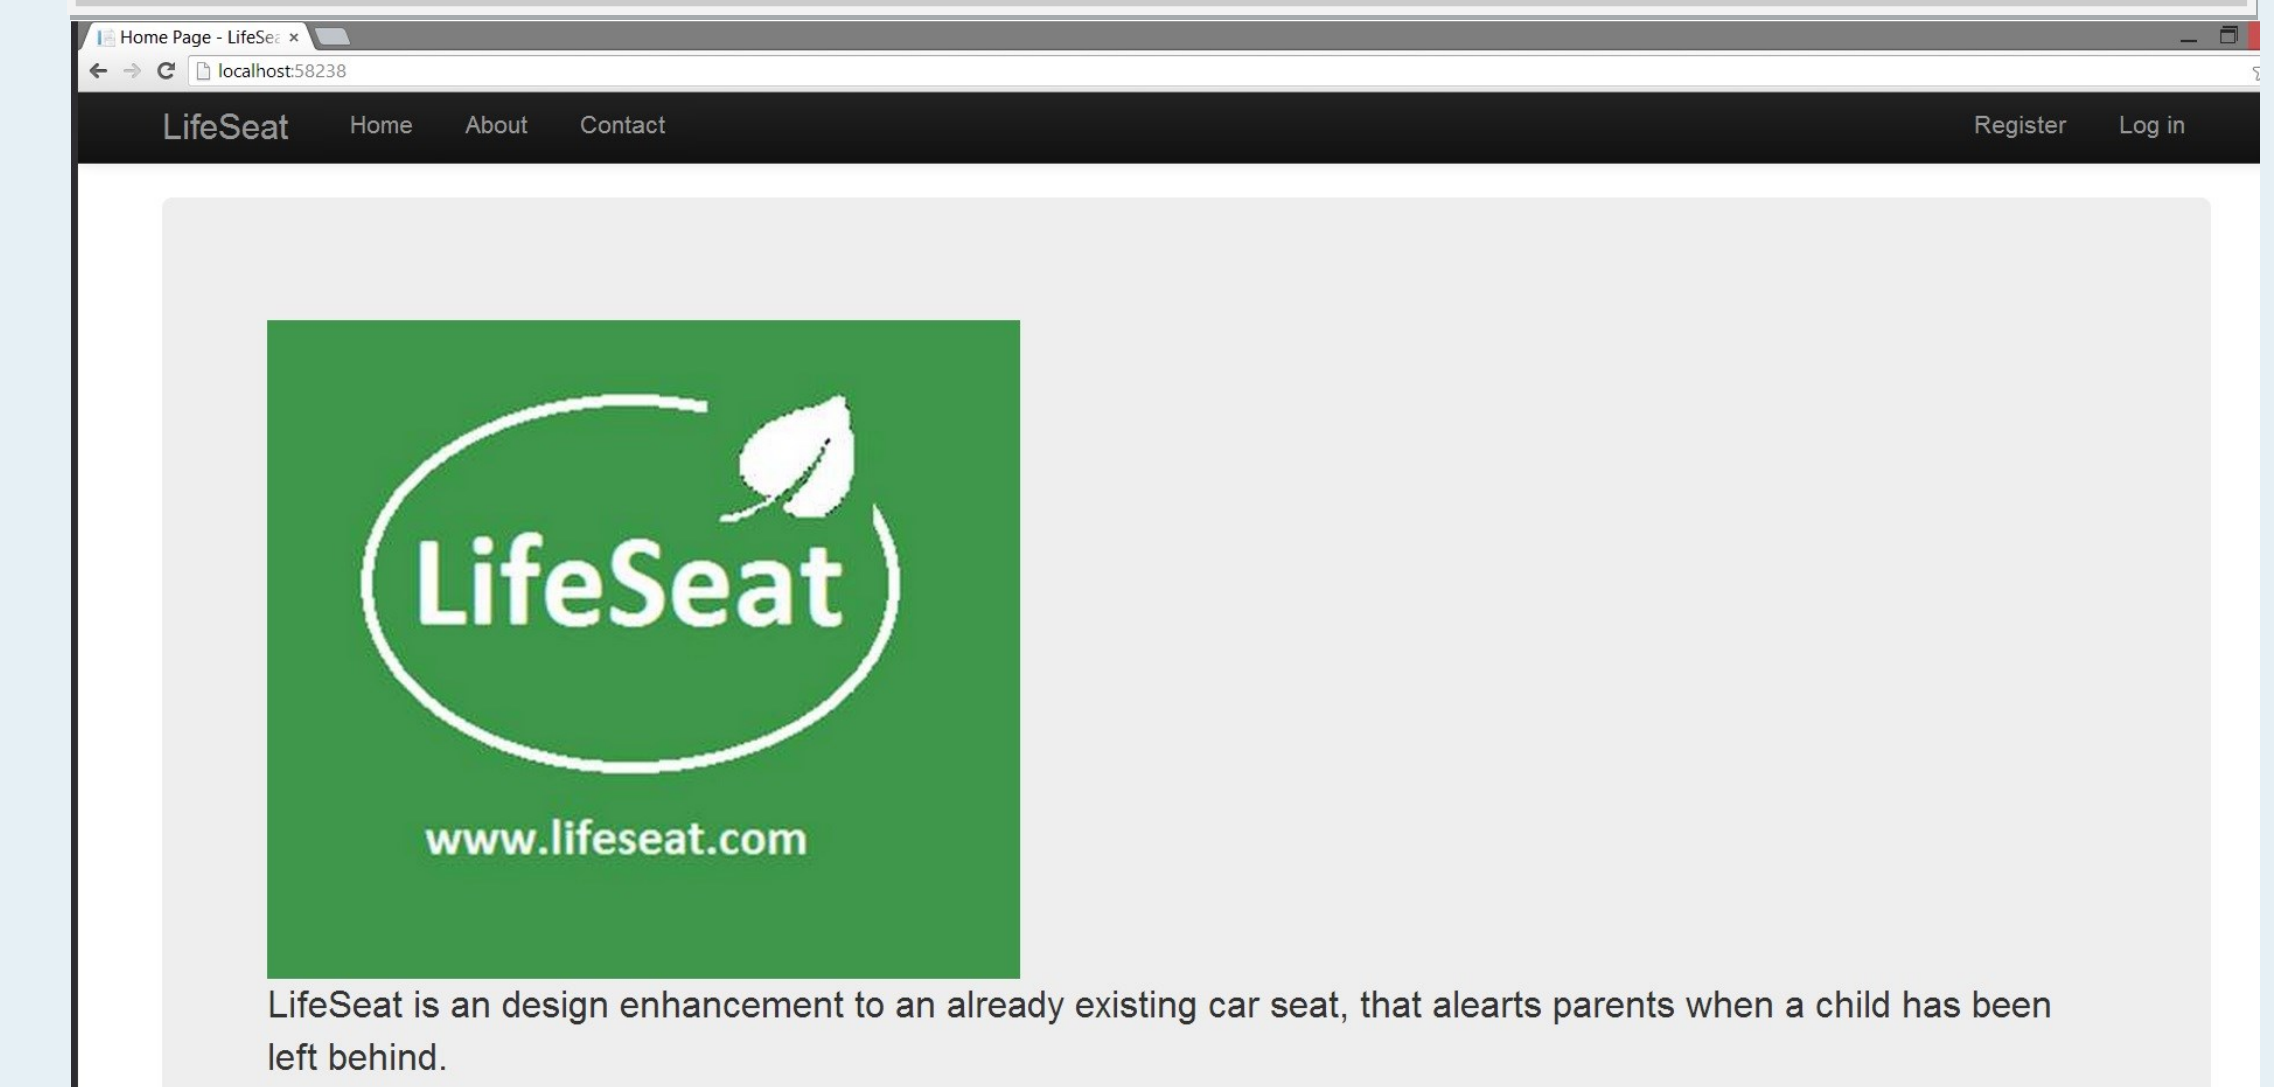 Home Page - LifeSea
localhost:58238
LifeSeat Home About Contact Register Log in
LifeSeat
www.lifeseat.com
LifeSeat is an design enhancement to an already existing car seat, that alearts parents when a child has been
left behind.